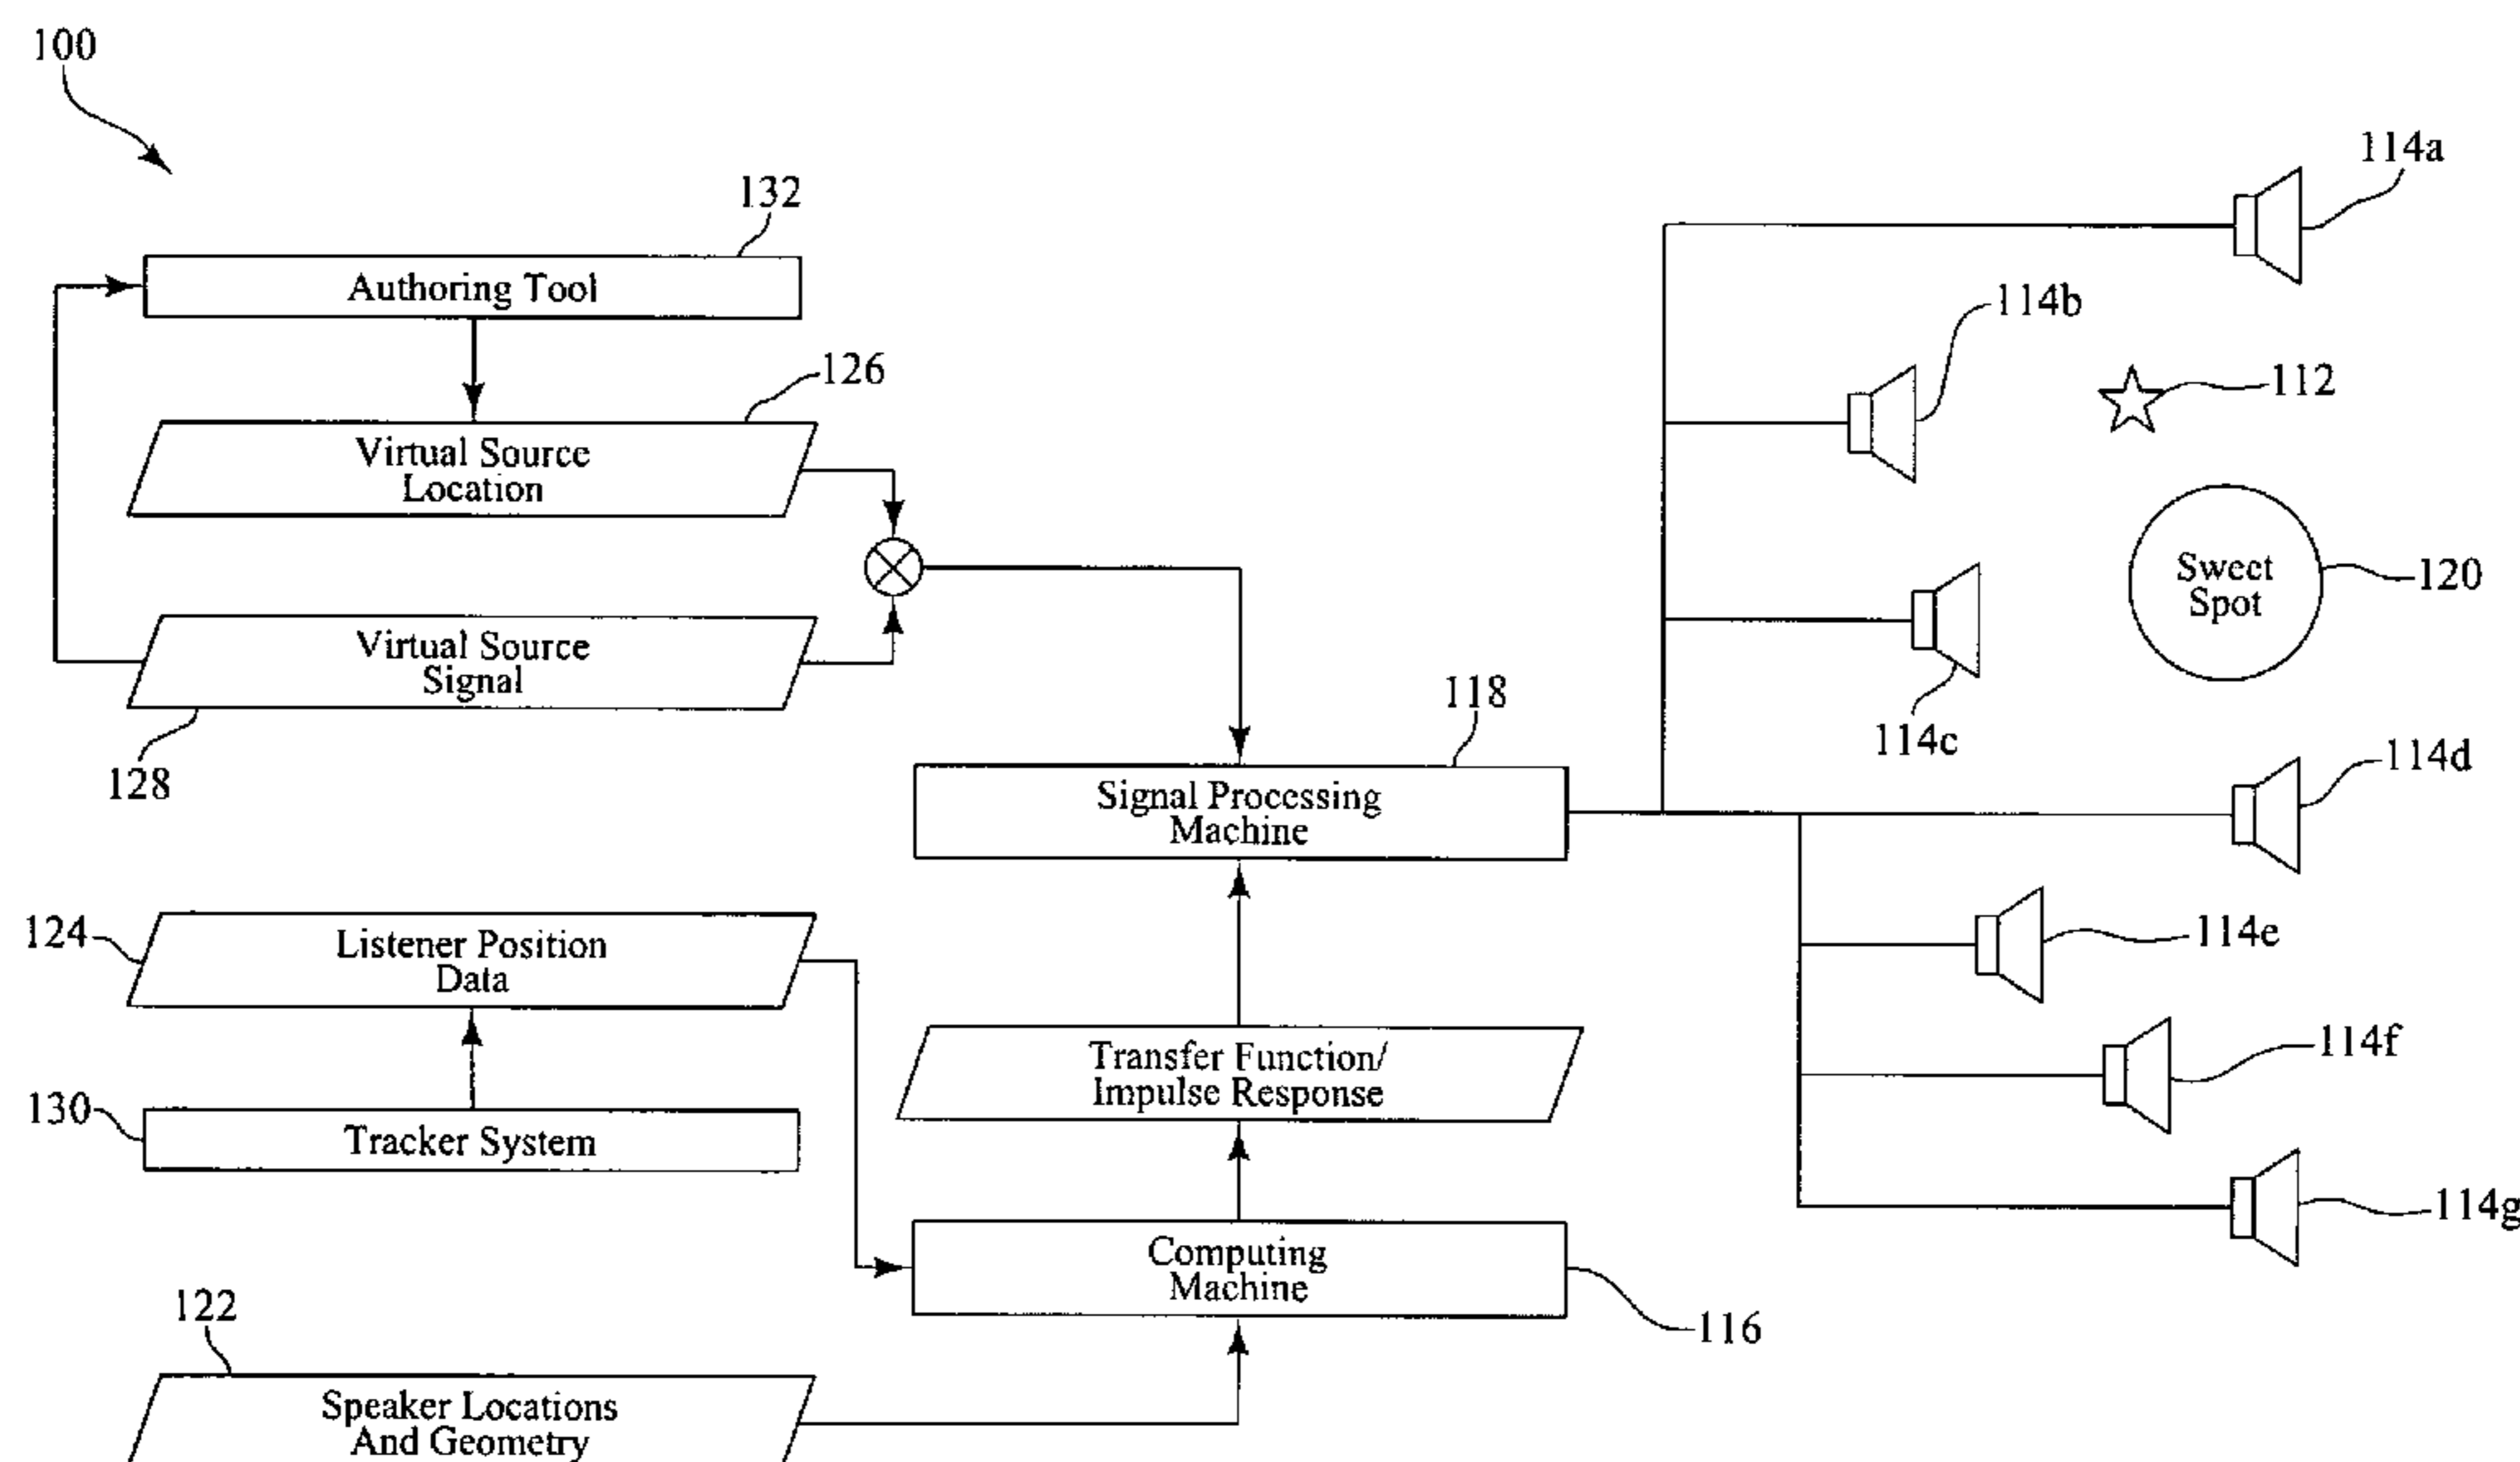 100
132
Authoring Tool
126
Virtual Source
Location
Virtual Source
Signal
128
118
Signal Processing
Machine
124
Listener Position
Data
130
Tracker System
Transfer Function/
Impulse Response
Computing
Machine
116
122
Speaker Locations
And Geometry
114a
114b
112
Sweet
Spot
120
114c
114d
114e
114f
114g